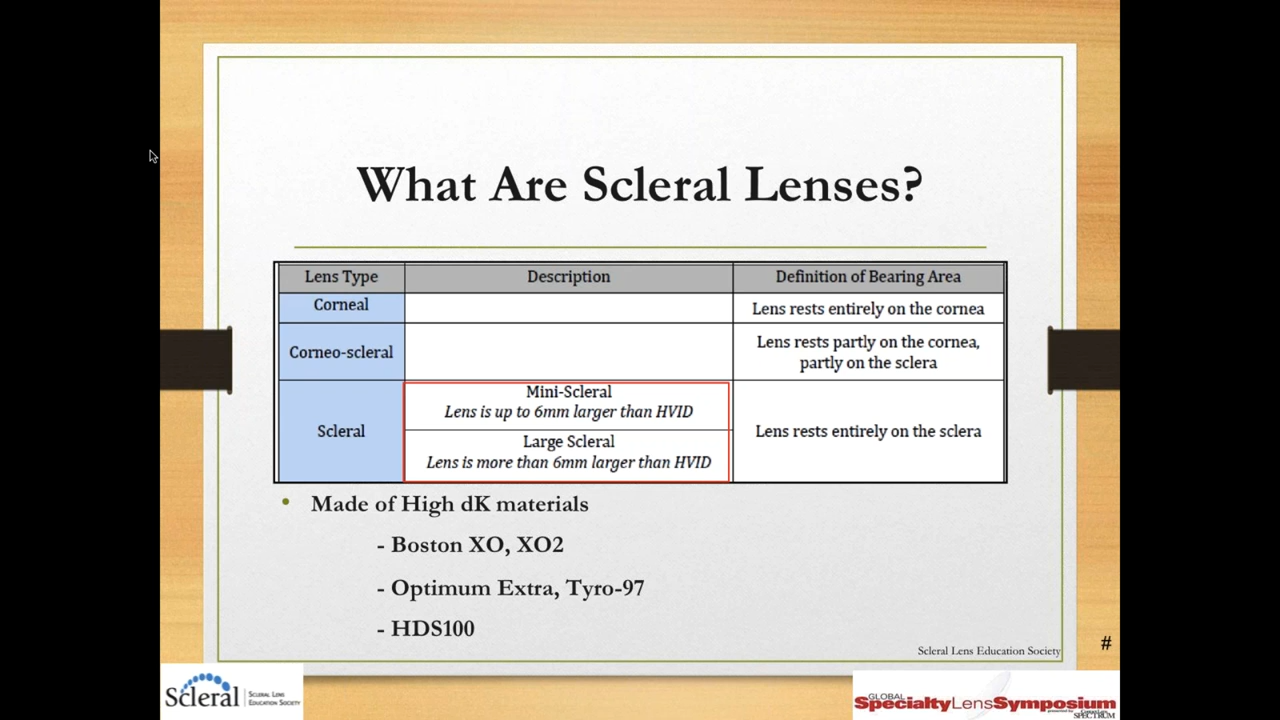 What Are Scleral Lenses?
Lens Type Description Definition of Bearing Area
Corneal Lens rests entirely on the cornea
Corneo-scleral Lens rests partly on the cornea,
partly on the sclera
Scleral
Mini-Scleral
Lens is up to 6mm larger than HVID
Large Scleral
Lens is more than 6mm larger than HVID
Lens rests entirely on the sclera
• Made of High dK materials
- Boston XO, XO2
- Optimum Extra, Tyro-97
- HDS100
Scleral Lens Education Society
#
Scleral
SCLERAL LENS
EDUCATION SOCIETY
GLOBAL
SpecialtyLensSymposium
SPECTRUM